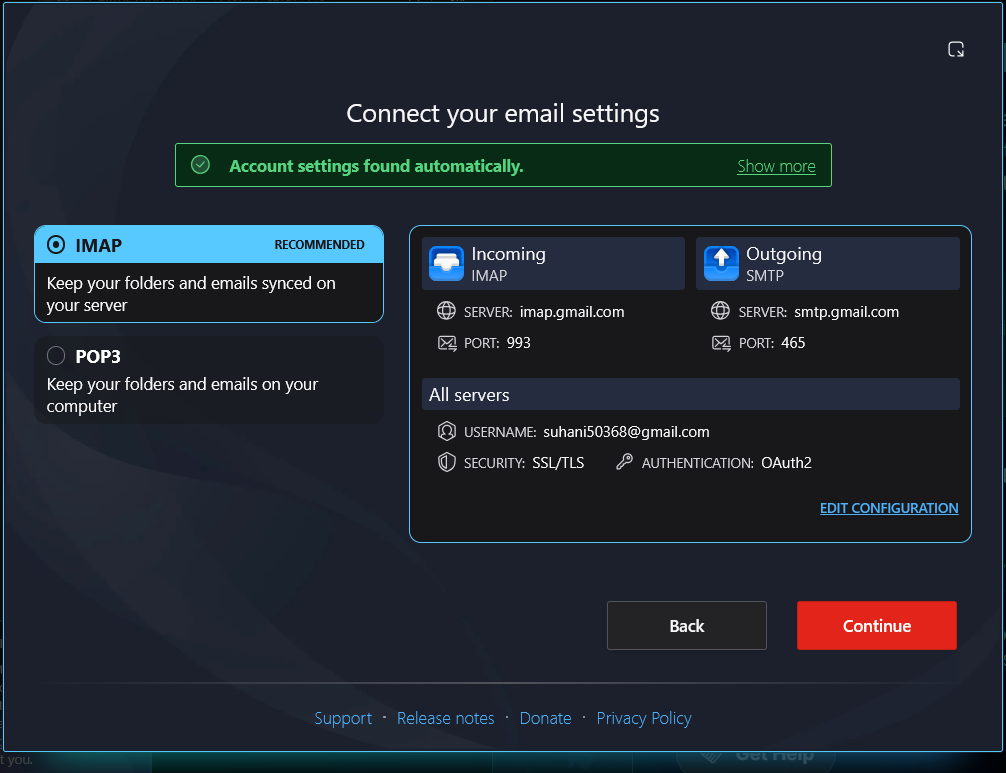 Connect your email settings
Account settings found automatically. Show more
IMAP RECOMMENDED
Keep your folders and emails synced on
your server
POP3
Keep your folders and emails on your
computer
Incoming
IMAP
SERVER: imap.gmail.com
PORT: 993
Outgoing
SMTP
SERVER: smtp.gmail.com
PORT: 465
All servers
USERNAME: suhani50368@gmail.com
SECURITY: SSL/TLS AUTHENTICATION: OAuth2
EDIT CONFIGURATION
Back Continue
Support · Release notes · Donate · Privacy Policy
t you. Get Help